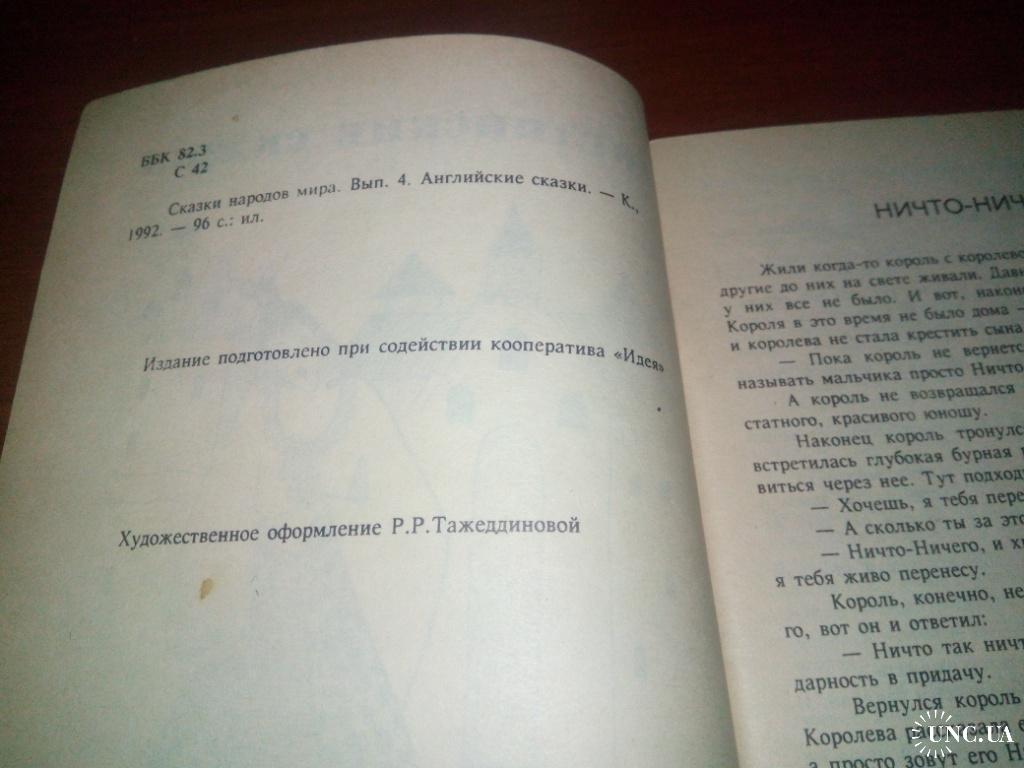 ББК 82.3
С 42
Сказки народов мира. Вып. 4. Английские сказки. — К.,
1992. — 96 с.: ил.
Издание подготовлено при содействии кооператива «Идея»
Художественное оформление Р.Р.Тажеддиновой
НИЧТО-НИЧ
Жили когда-то король с королево
другие до них на свете живали. Давн
у них все не было. И вот, након
Короля в это время не было дома —
и королева не стала крестить сына
— Пока король не вернетс
называть мальчика просто Ничто-
А король не возвращался
статного, красивого юношу.
Наконец король тронулс
встретилась глубокая бурная
виться через нее. Тут подход
— Хочешь, я тебя пере
— А сколько ты за это
— Ничто-Ничего, и х
я тебя живо перенесу.
Король, конечно, не
го, вот он и ответил:
— Ничто так ничт
дарность в придачу.
Вернулся король
Королева рассказала е
а просто зовут его Н
UNC.UA